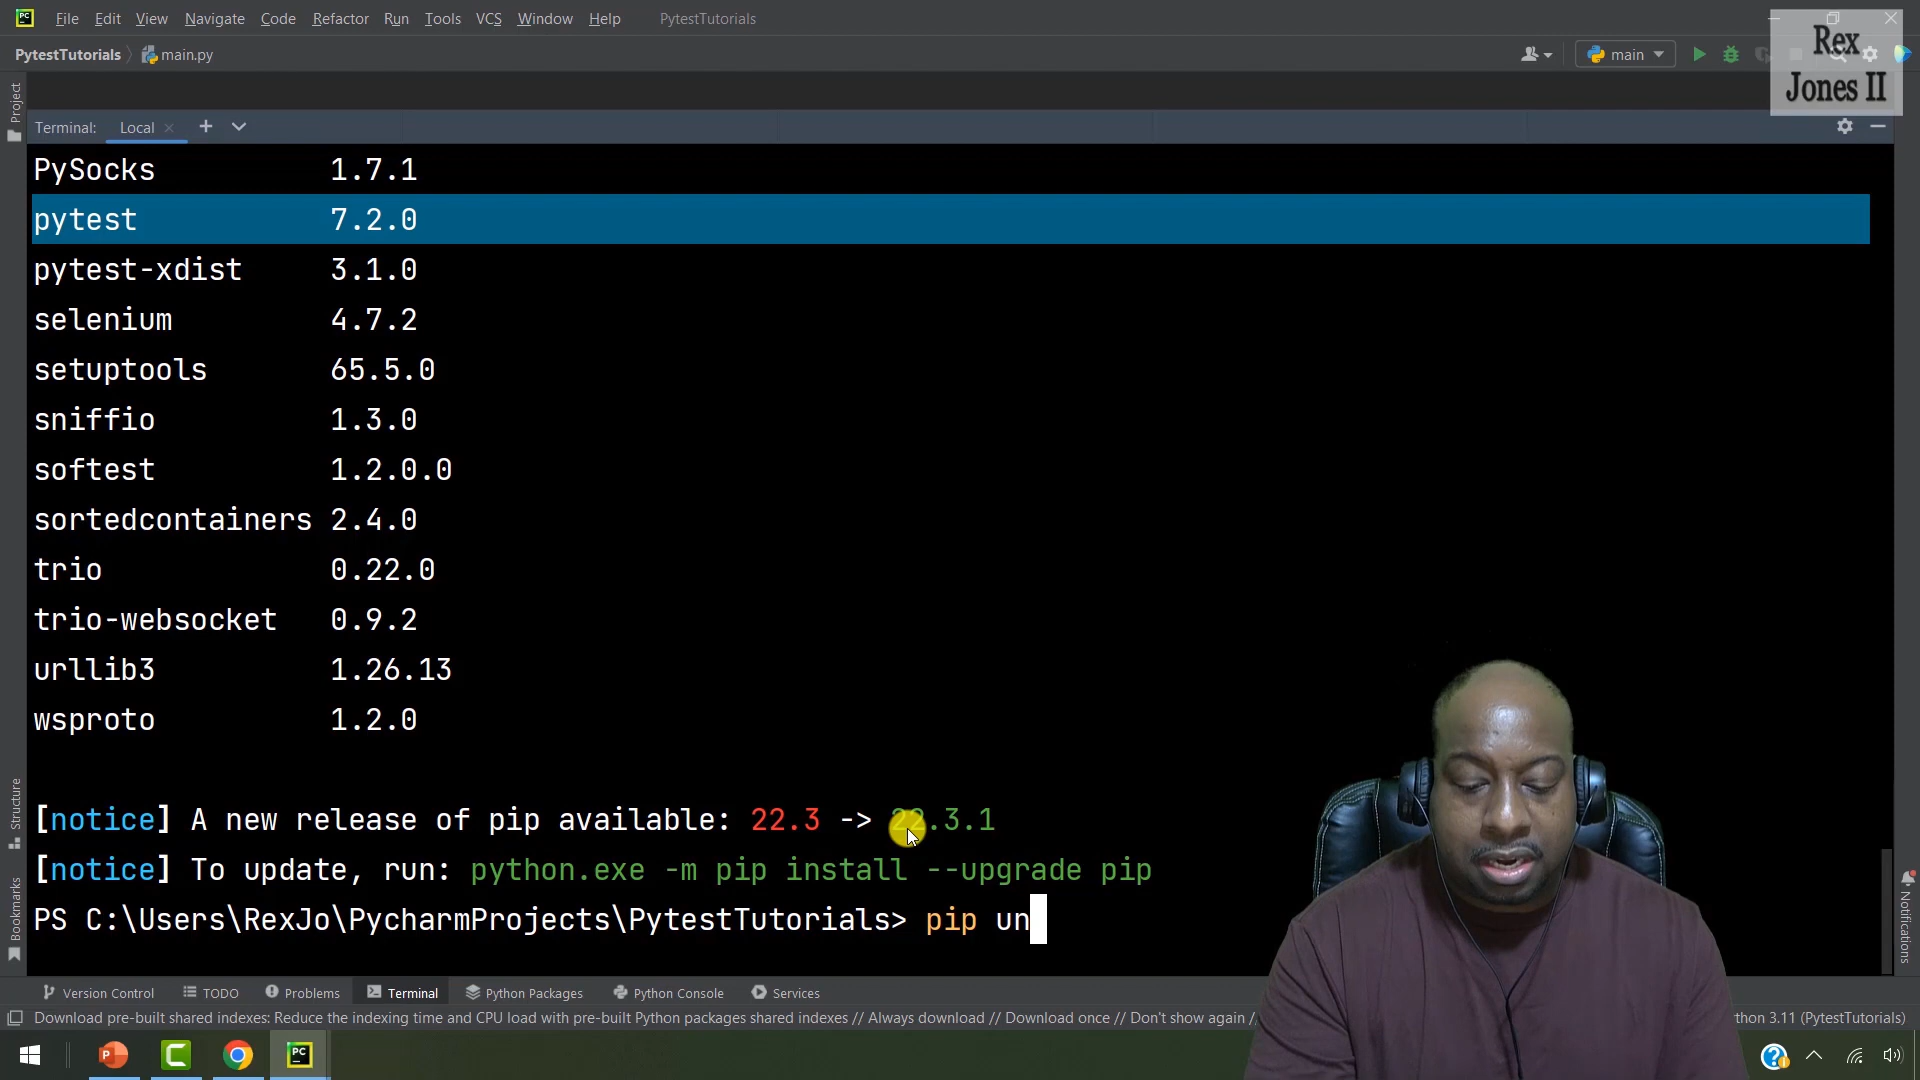 File Edit View Navigate Code Refactor Run Tools VCS Window Help PytestTutorials
Rex
Jones II
PytestTutorials main.py main
Project
Terminal: Local
PySocks 1.7.1
pytest 7.2.0
pytest-xdist 3.1.0
selenium 4.7.2
setuptools 65.5.0
sniffio 1.3.0
softest 1.2.0.0
sortedcontainers 2.4.0
trio 0.22.0
trio-websocket 0.9.2
urllib3 1.26.13
wsproto 1.2.0
Structure
[notice] A new release of pip available: 22.3 -> 22.3.1
[notice] To update, run: python.exe -m pip install --upgrade pip
Bookmarks
Notifications
PS C:\Users\RexJo\PycharmProjects\PytestTutorials> pip un
Version Control TODO Problems Terminal Python Packages Python Console Services
Download pre-built shared indexes: Reduce the indexing time and CPU load with pre-built Python packages shared indexes // Always download // Download once // Don't show again // thon 3.11 (PytestTutorials)